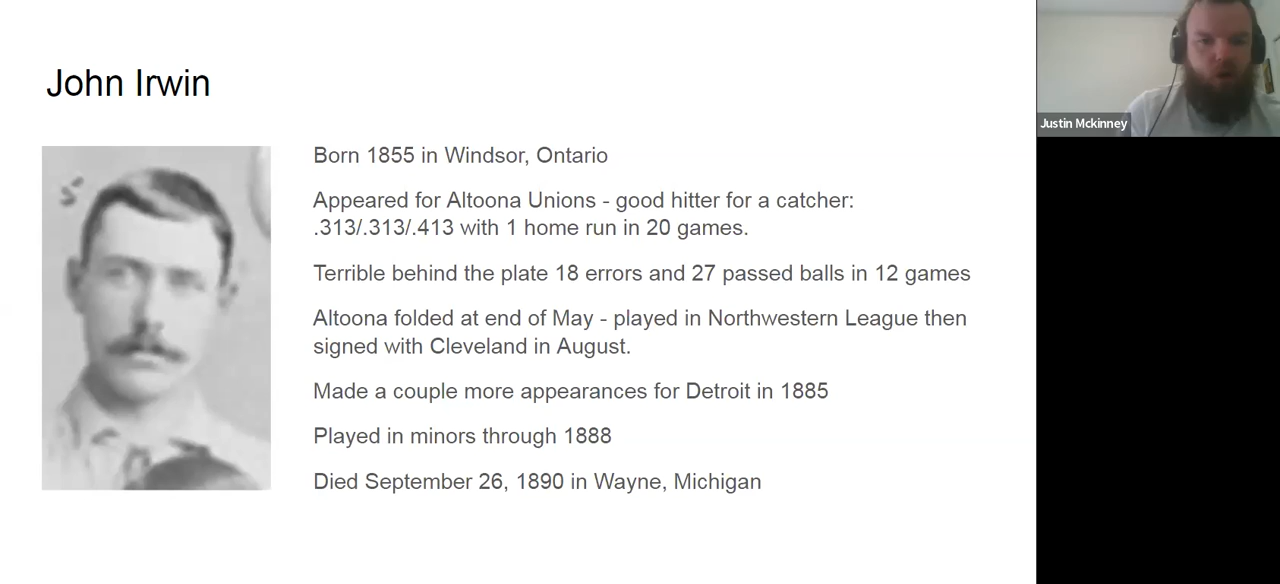 John Irwin
Born 1855 in Windsor, Ontario
Appeared for Altoona Unions - good hitter for a catcher:
.313/.313/.413 with 1 home run in 20 games.
Terrible behind the plate 18 errors and 27 passed balls in 12 games
Altoona folded at end of May - played in Northwestern League then
signed with Cleveland in August.
Made a couple more appearances for Detroit in 1885
Played in minors through 1888
Died September 26, 1890 in Wayne, Michigan
Justin Mckinney